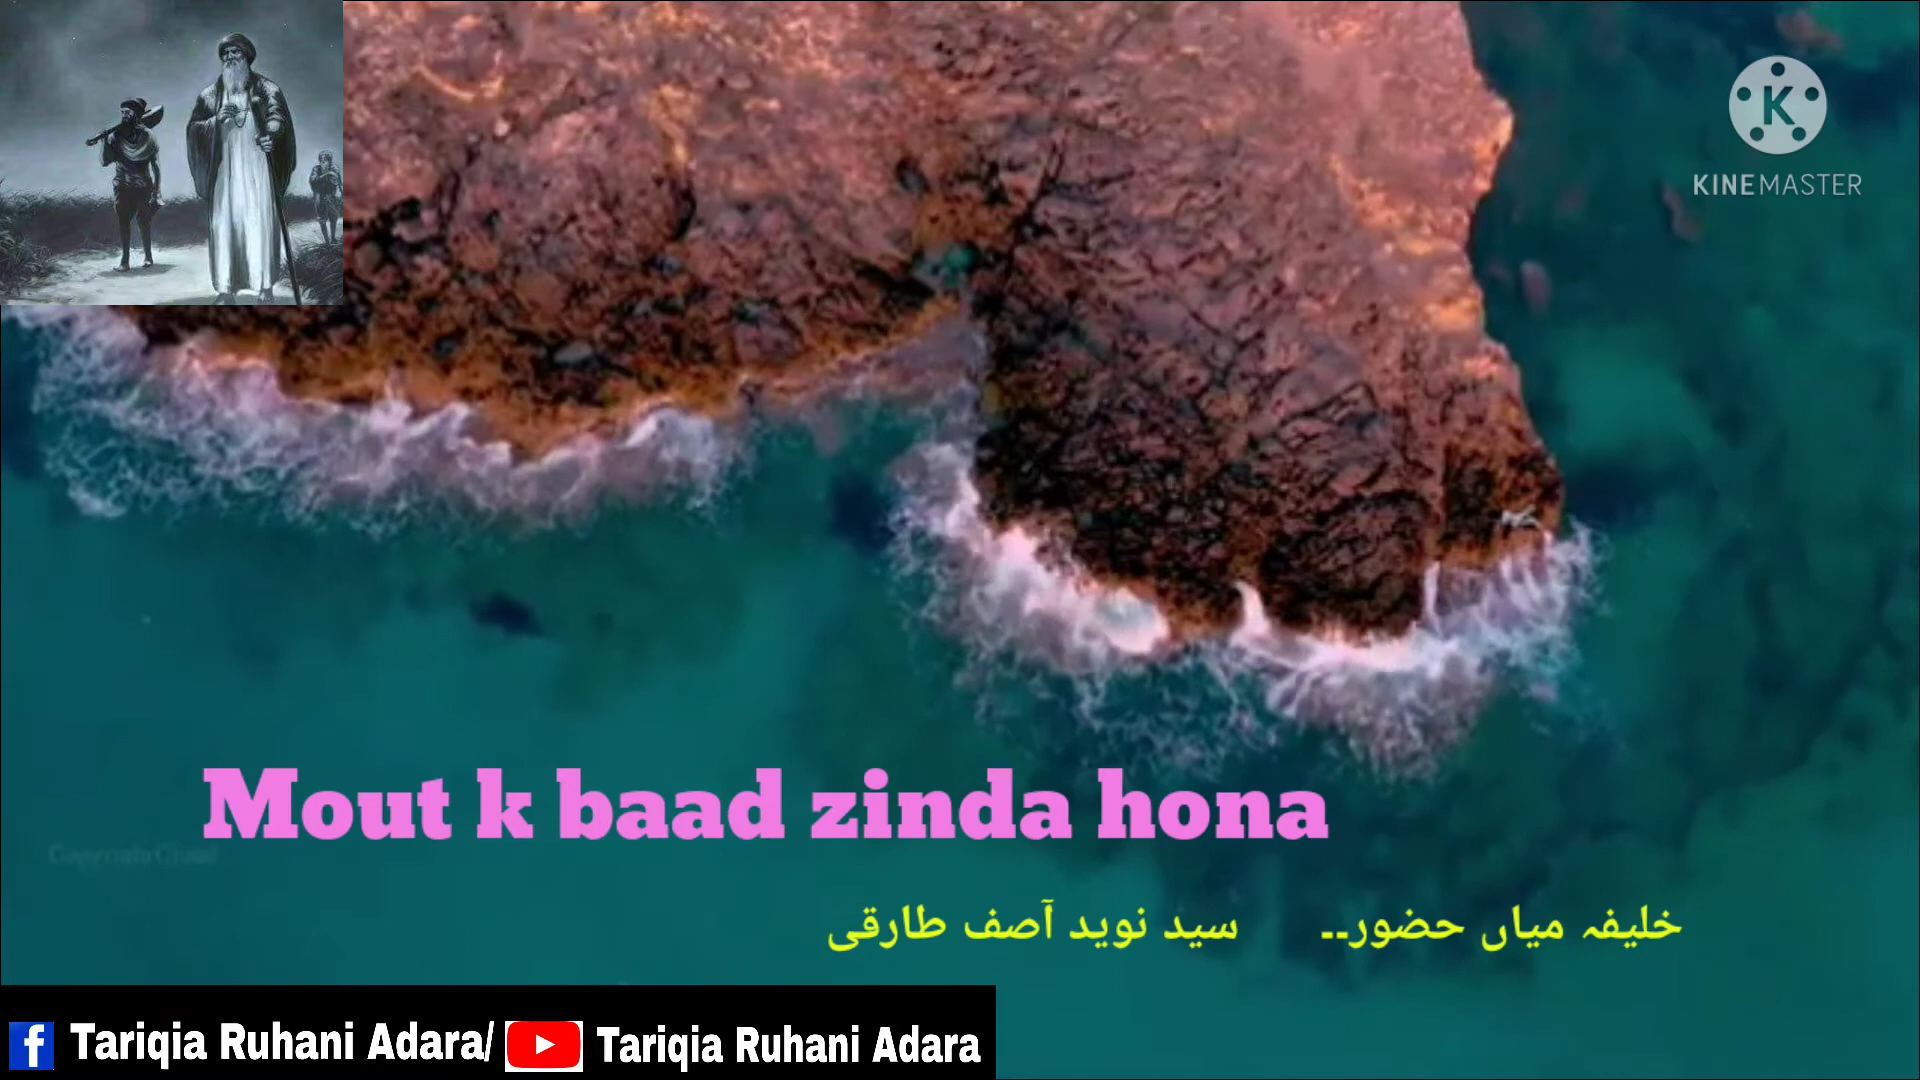 KINEMASTER
Mout k baad zinda hona
خلیفہ میاں حضور۔۔ سید نوید آصف طارقی
Tariqia Ruhani Adara/ Tariqia Ruhani Adara